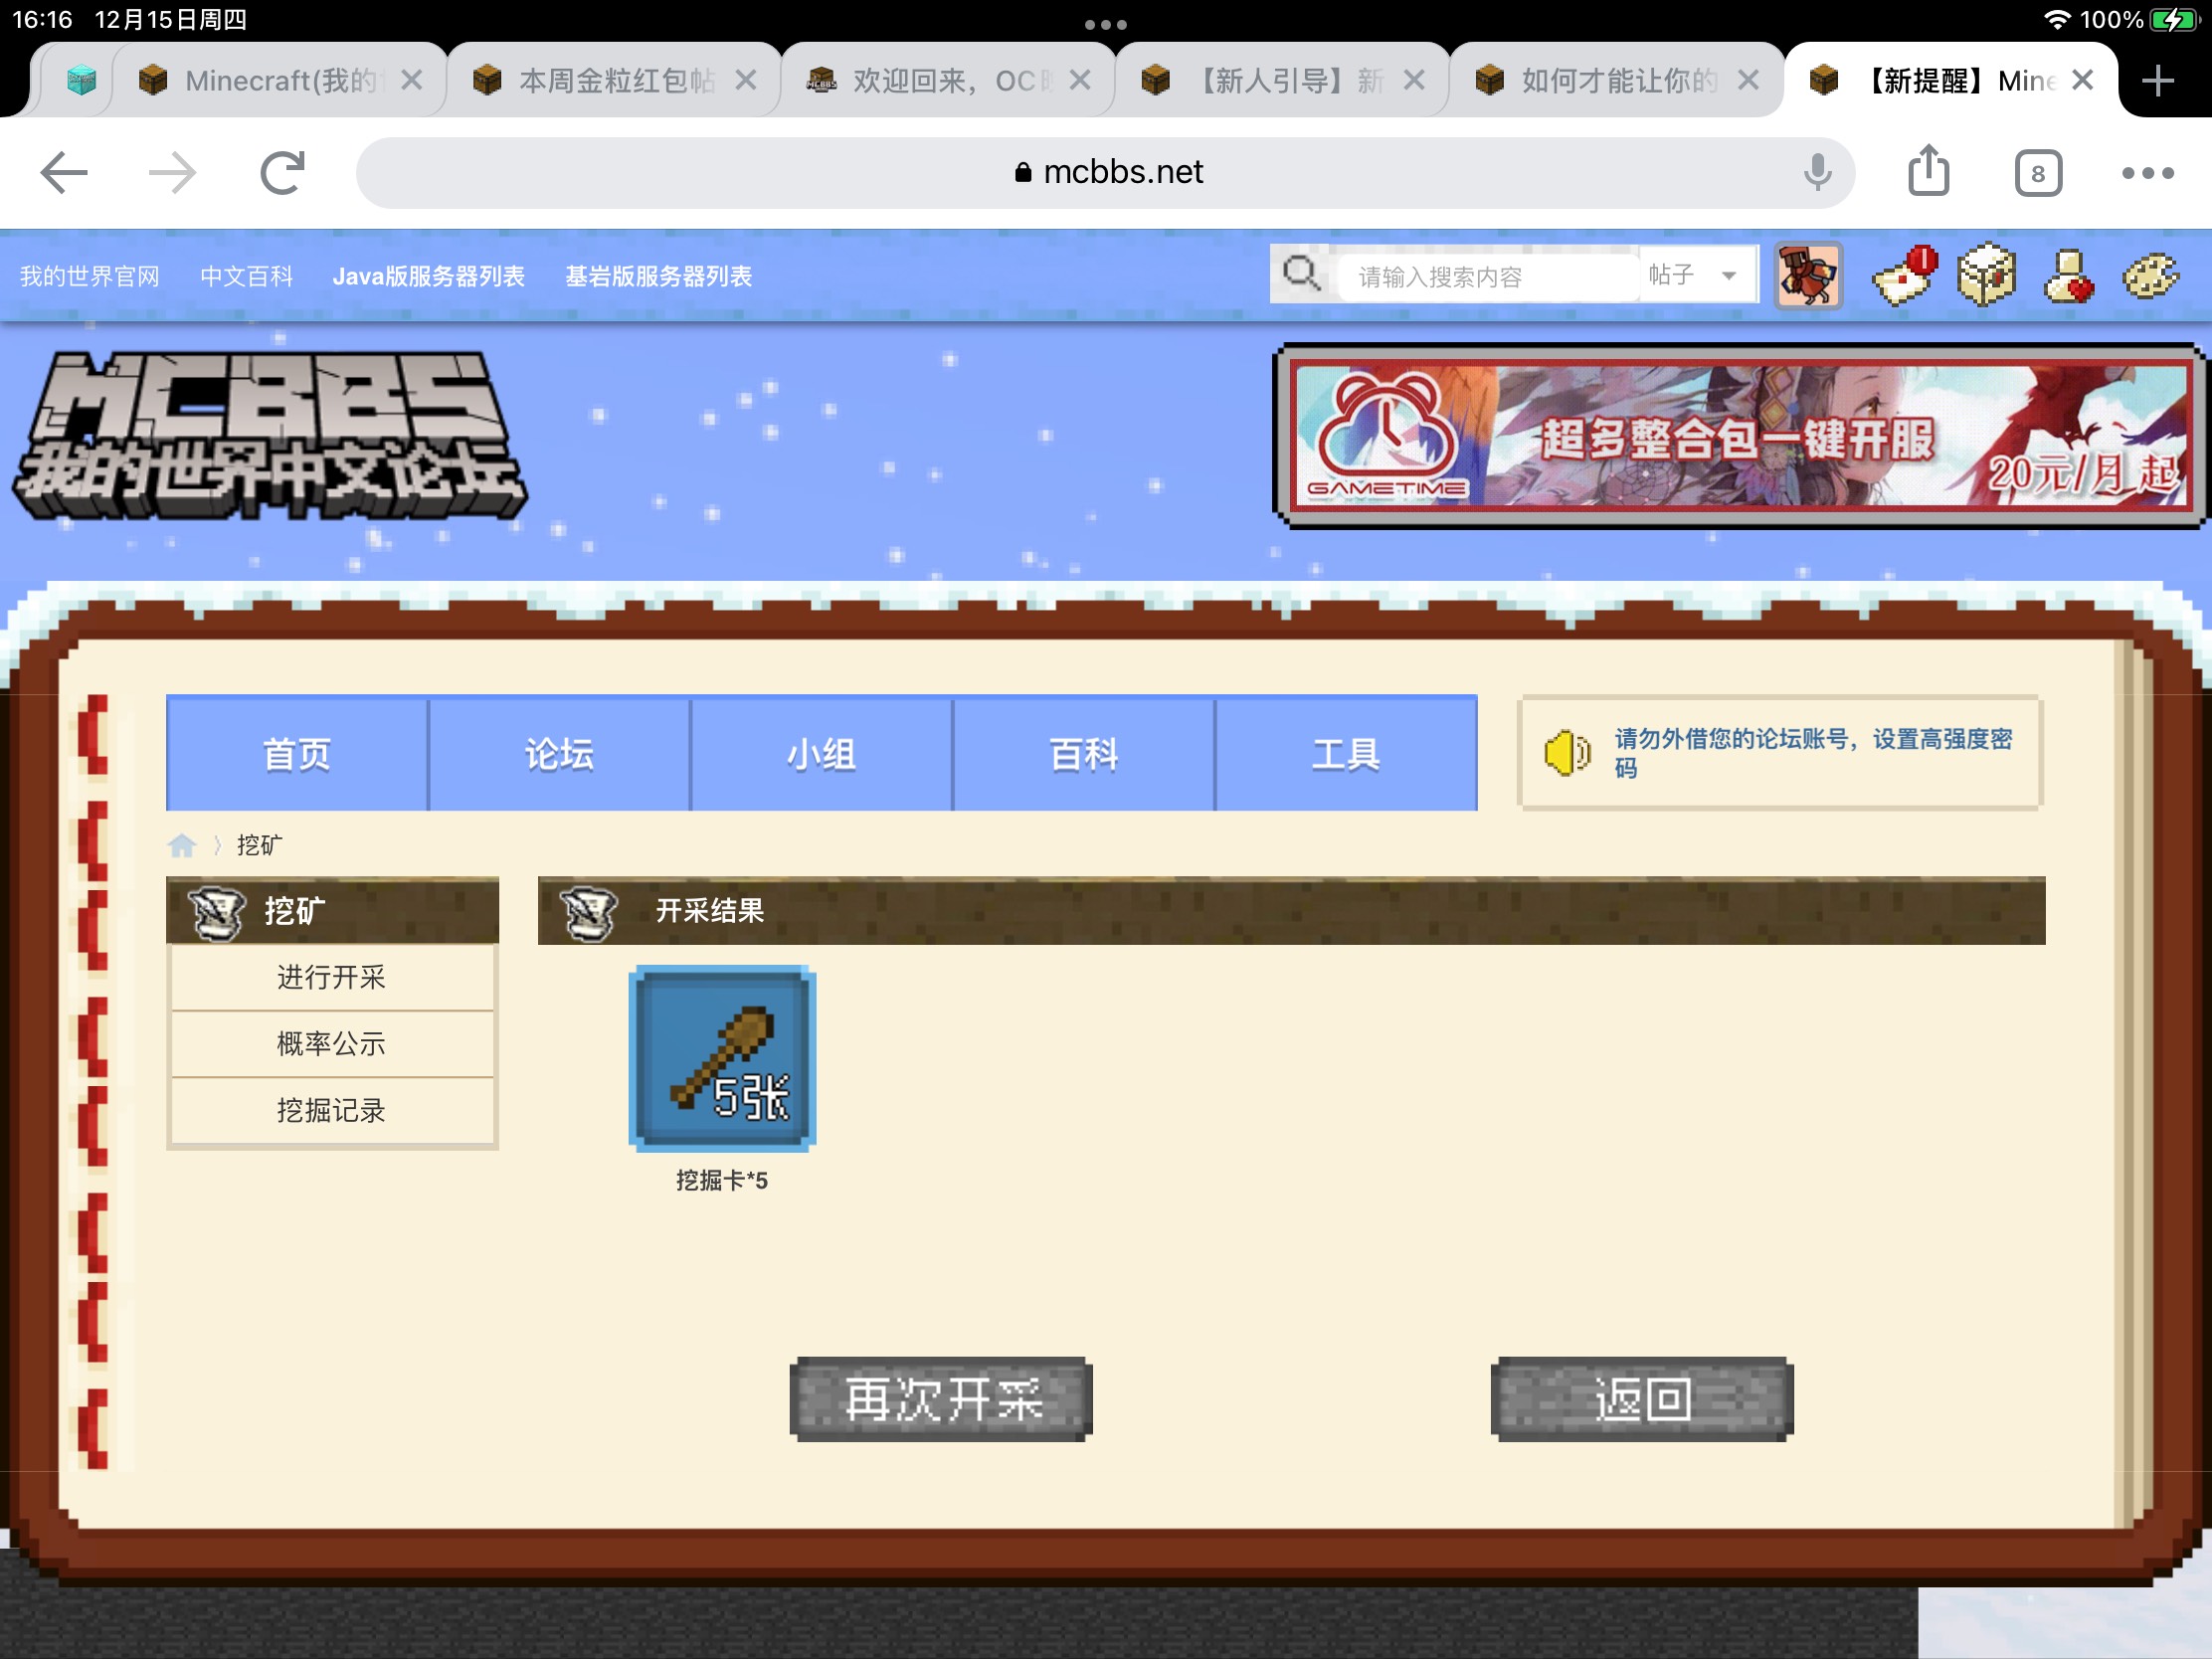 16:16 12月15日周四
100%
Minecraft(我的
本周金粒红包帖
欢迎回来，OC
【新人引导】新
如何才能让你的
【新提醒】Mine
mcbbs.net
8
我的世界官网 中文百科 Java版服务器列表 基岩版服务器列表
请输入搜索内容 帖子
MCBBS
我的世界中文论坛
GAMETIME
超多整合包一键开服
20元/月 起
首页 论坛 小组 百科 工具
请勿外借您的论坛账号，设置高强度密
码
挖矿
挖矿
进行开采
概率公示
挖掘记录
开采结果
5张
挖掘卡*5
再次开采 返回